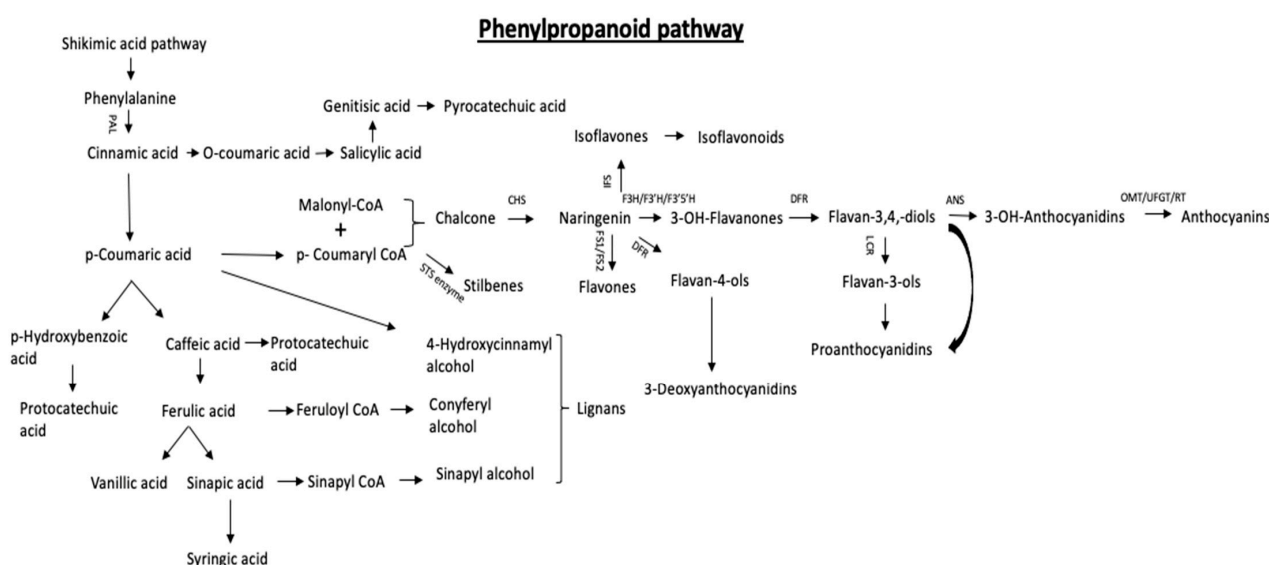 Phenylpropanoid pathway
Shikimic acid pathway
Phenylalanine
PAL
Genitisic acid
Pyrocatechuic acid
Cinnamic acid
O-coumaric acid
Salicylic acid
Isoflavones
Isoflavonoids
IFS
Malonyl-CoA
+
p- Coumaryl CoA
Chalcone
CHS
Naringenin
F3H/F3'H/F3'5'H
3-OH-Flavanones
DFR
Flavan-3,4,-diols
ANS
3-OH-Anthocyanidins
OMT/UFGT/RT
Anthocyanins
p-Coumaric acid
STS enzyme
Stilbenes
FS1/FS2
Flavones
DFR
Flavan-4-ols
LCR
Flavan-3-ols
Proanthocyanidins
3-Deoxyanthocyanidins
p-Hydroxybenzoic
acid
Caffeic acid
Protocatechuic
acid
4-Hydroxycinnamyl
alcohol
Protocatechuic
acid
Ferulic acid
Feruloyl CoA
Conyferyl
alcohol
Lignans
Vanillic acid
Sinapic acid
Sinapyl CoA
Sinapyl alcohol
Syringic acid